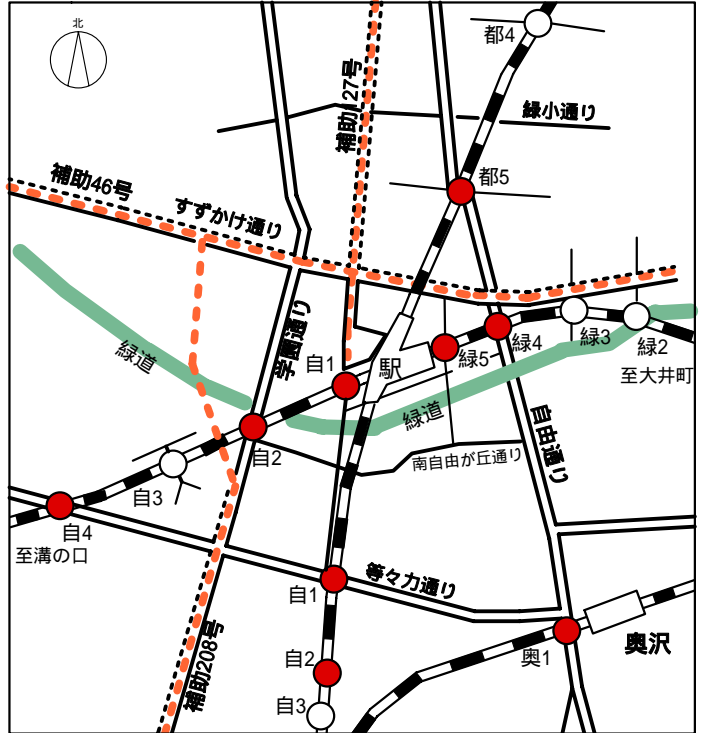 北
都4
緑小通り
補助127号
補助46号
都5
すずかけ通り
学園通り
自1
駅
緑5
緑4
緑3
緑2
至大井町
緑道
緑道
自2
南自由が丘通り
自由通り
自3
自4
至溝の口
自1
等々力通り
補助208号
自2
奥1
奥沢
自3